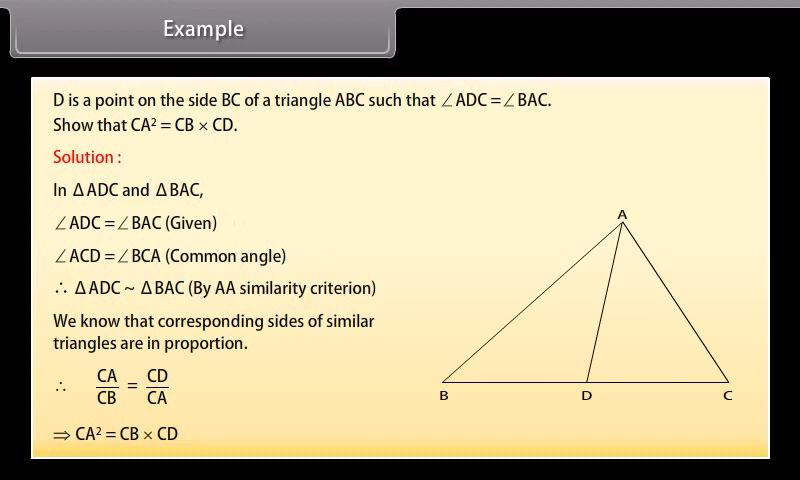 Example
D is a point on the side BC of a triangle ABC such that ∠ADC = ∠BAC.
Show that CA² = CB × CD.
Solution :
In ΔADC and ΔBAC,
∠ADC = ∠BAC (Given)
∠ACD = ∠BCA (Common angle)
∴ ΔADC ~ ΔBAC (By AA similarity criterion)
We know that corresponding sides of similar
triangles are in proportion.
∴ CA/CB = CD/CA
⇒ CA² = CB × CD
A
B D C